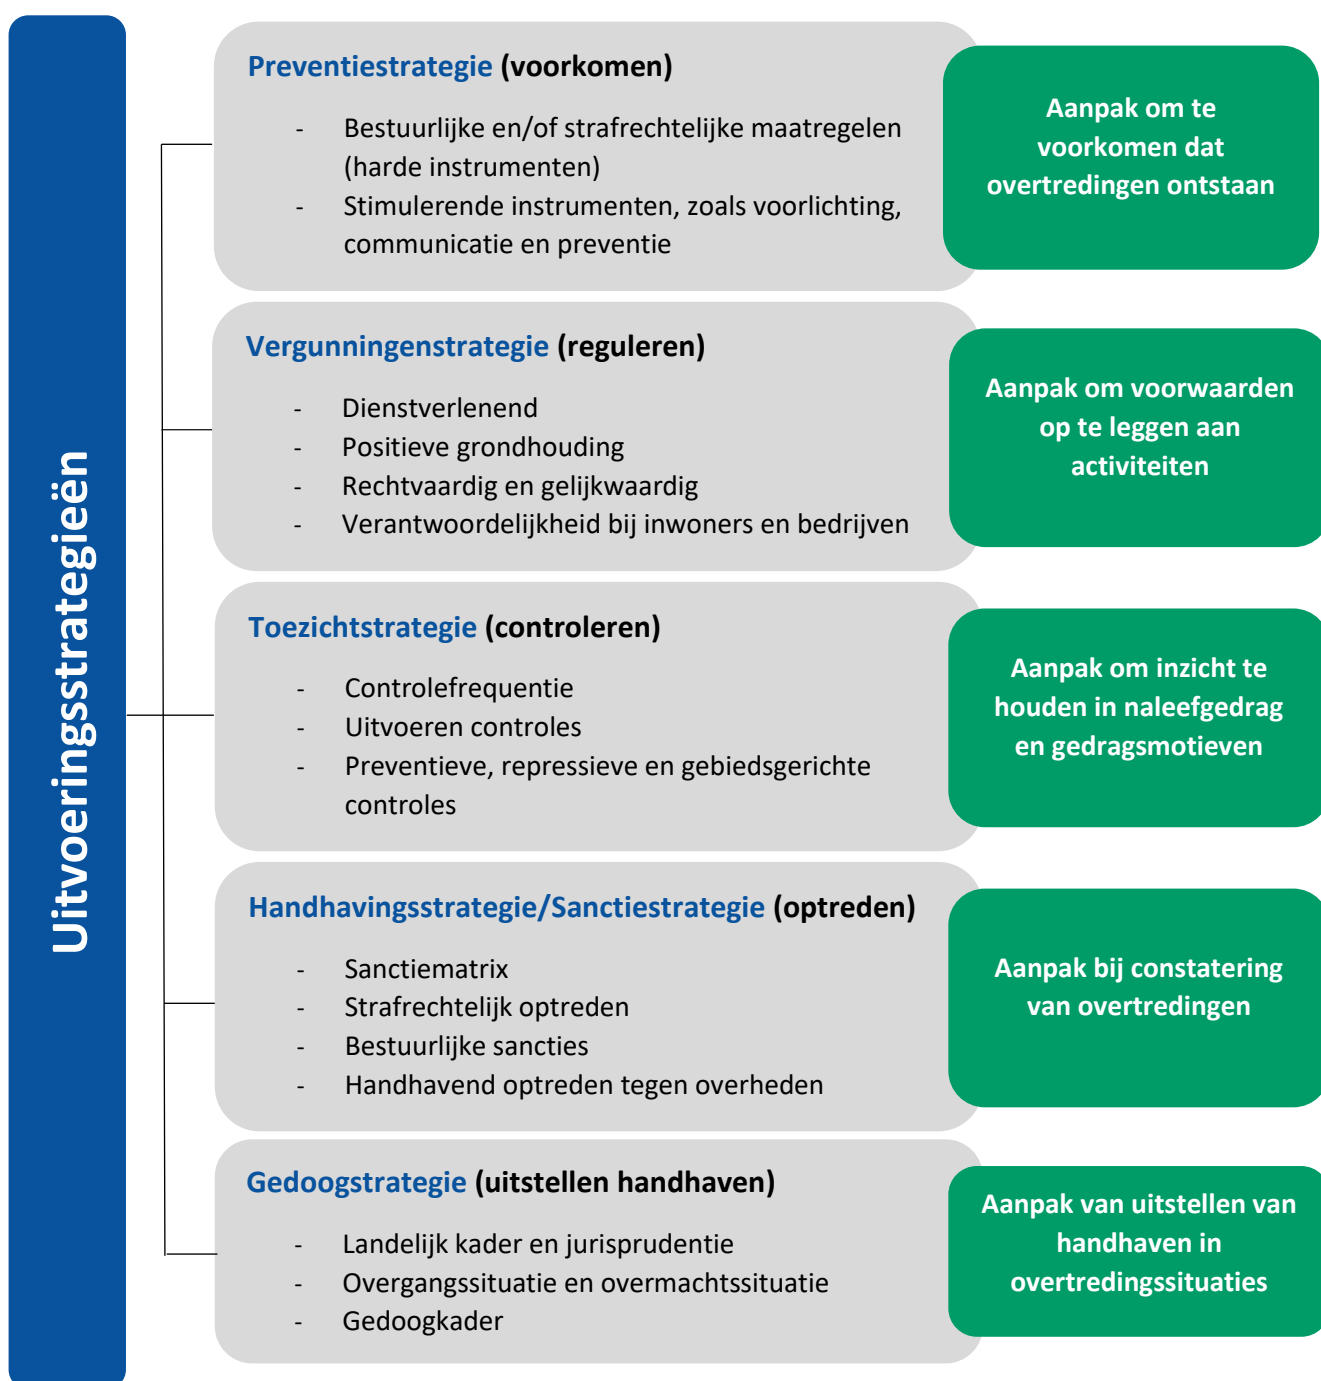 Uitvoeringsstrategieën
Preventiestrategie (voorkomen)
- Bestuurlijke en/of strafrechtelijke maatregelen
(harde instrumenten)
- Stimulerende instrumenten, zoals voorlichting,
communicatie en preventie
Aanpak om te
voorkomen dat
overtredingen ontstaan
Vergunningenstrategie (reguleren)
- Dienstverlenend
- Positieve grondhouding
- Rechtvaardig en gelijkwaardig
- Verantwoordelijkheid bij inwoners en bedrijven
Aanpak om voorwaarden
op te leggen aan
activiteiten
Toezichtstrategie (controleren)
- Controlefrequentie
- Uitvoeren controles
- Preventieve, repressieve en gebiedsgerichte
controles
Aanpak om inzicht te
houden in naleefgedrag
en gedragsmotieven
Handhavingsstrategie/Sanctiestrategie (optreden)
- Sanctiematrix
- Strafrechtelijk optreden
- Bestuurlijke sancties
- Handhavend optreden tegen overheden
Aanpak bij constatering
van overtredingen
Gedoogstrategie (uitstellen handhaven)
- Landelijk kader en jurisprudentie
- Overgangssituatie en overmachtssituatie
- Gedoogkader
Aanpak van uitstellen van
handhaven in
overtredingssituaties